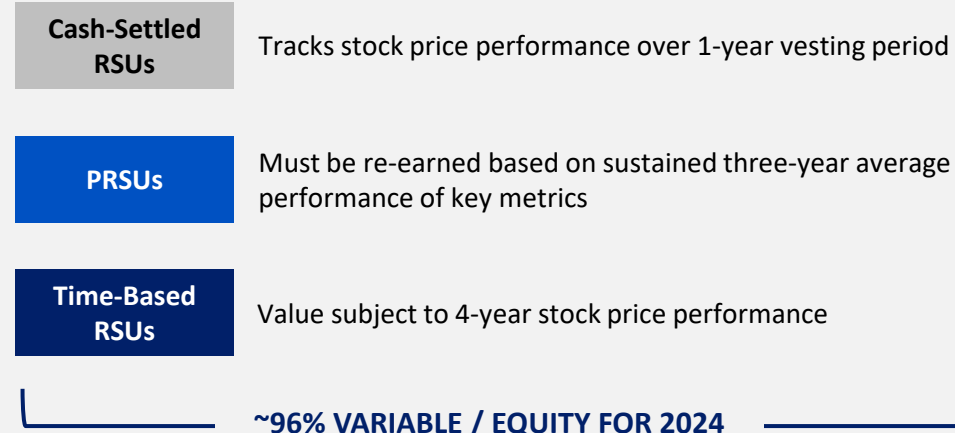 Cash-Settled
RSUs
Tracks stock price performance over 1-year vesting period
PRSUs
Must be re-earned based on sustained three-year average
performance of key metrics
Time-Based
RSUs
Value subject to 4-year stock price performance
~96% VARIABLE / EQUITY FOR 2024